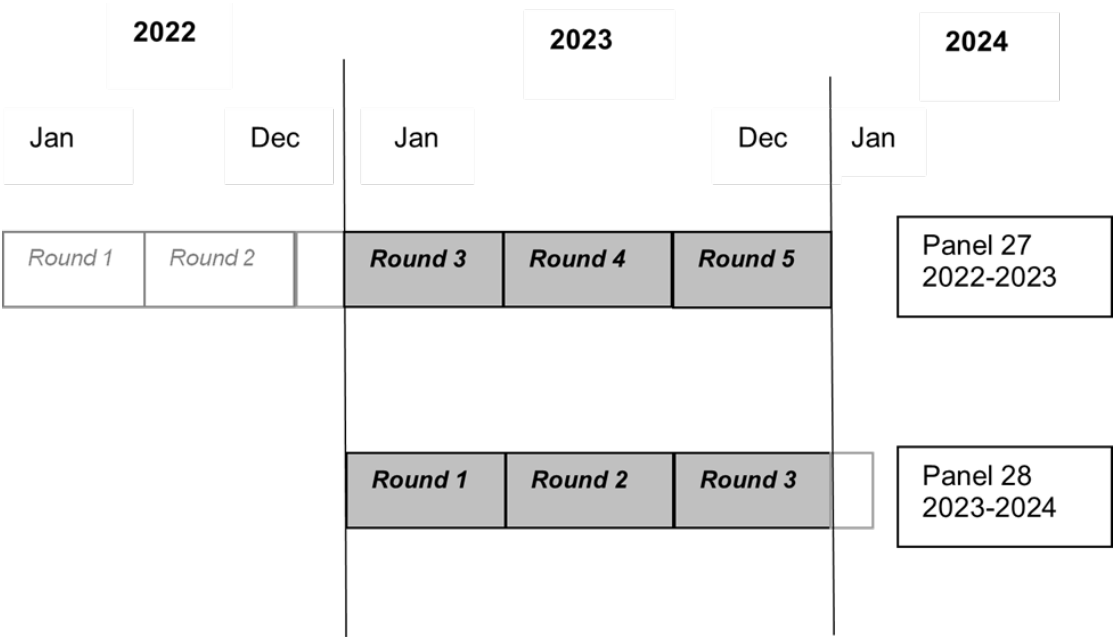 2022
2023
2024
Jan
Dec
Jan
Dec
Jan
Round 1
Round 2
Round 3
Round 4
Round 5
Panel 27
2022-2023
Round 1
Round 2
Round 3
Panel 28
2023-2024